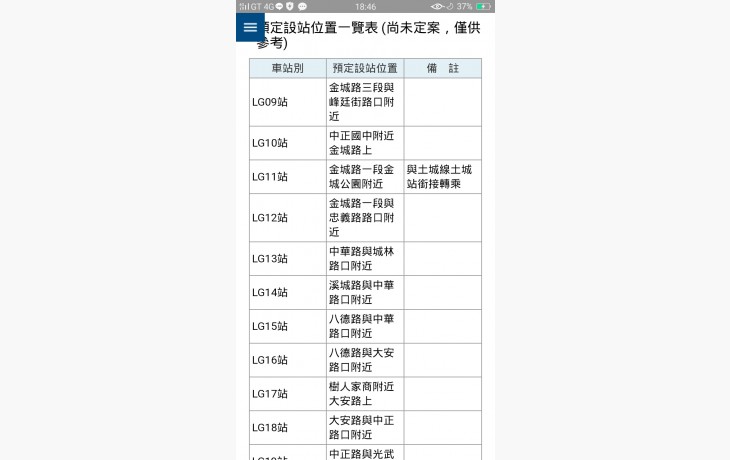 GT 4G 18:46 37%
預定設站位置一覽表 (尚未定案，僅供
參考)
車站別 預定設站位置 備 註
LG09站 金城路三段與
峰廷街路口附
近
LG10站 中正國中附近
金城路上
LG11站 金城路一段金
城公園附近 與土城線土城
站銜接轉乘
LG12站 金城路一段與
忠義路路口附
近
LG13站 中華路與城林
路口附近
LG14站 溪城路與中華
路口附近
LG15站 八德路與中華
路口附近
LG16站 八德路與大安
路口附近
LG17站 樹人家商附近
大安路上
LG18站 大安路與中正
路口附近
中正路與光武